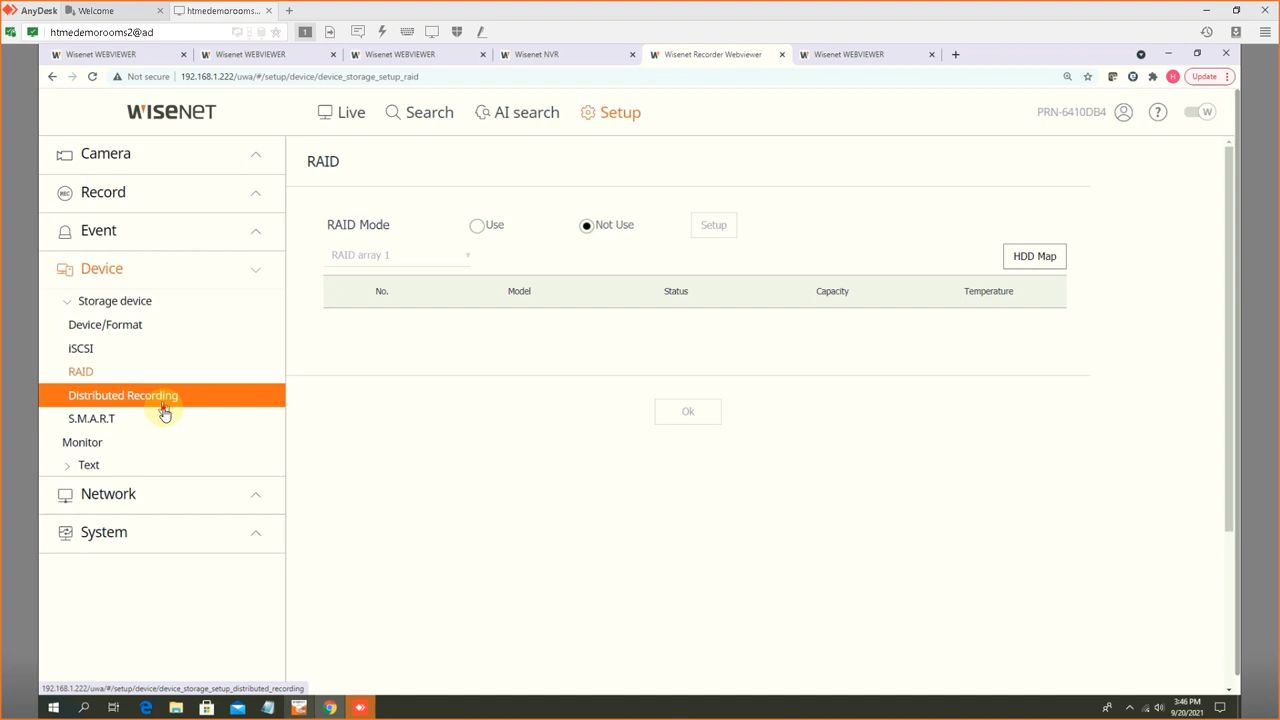 AnyDesk
Welcome
htmedemorooms...
htmedemorooms2@ad
1
Wisenet WEBVIEWER
Wisenet WEBVIEWER
Wisenet WEBVIEWER
Wisenet NVR
Wisenet Recorder Webviewer
Wisenet WEBVIEWER
Not secure
192.168.1.222/uwa/#/setup/device/device_storage_setup_raid
H
Update
WISENET
Live
Search
AI search
Setup
PRN-6410DB4
?
W
Camera
REC
Record
Event
Device
Storage device
Device/Format
iSCSI
RAID
Distributed Recording
S.M.A.R.T
Monitor
Text
Network
System
RAID
RAID Mode
Use
Not Use
Setup
RAID array 1
HDD Map
No.
Model
Status
Capacity
Temperature
Ok
192.168.1.222/uwa/#/setup/device/device_storage_setup_distributed_recording
3:46 PM
9/20/2021